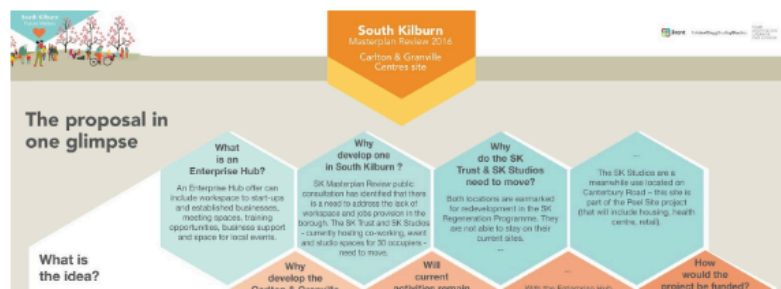 South Kilburn
South Kilburn
Masterplan Review 2016
Carlton & Granville
Centres site
Brent
The proposal in
one glimpse
What
is an
Enterprise Hub?
An Enterprise Hub offer can
include workspace to start-ups
and established businesses,
meeting spaces, training
opportunities, business support
and space for local events.
Why
develop one
in South Kilburn ?
SK Masterplan Review public
consultation has identified that there
is a need to address the lack of
workspace and jobs provision in the
borough. The SK Trust and SK Studios
- currently hosting co-working, event
and studio spaces for 30 occupiers -
need to move.
Why
do the SK
Trust & SK Studios
need to move?
Both locations are earmarked
for redevelopment in the SK
Regeneration Programme. They
are not able to stay on their
current sites.
...
...
The SK Studios are a
meanwhile use located on
Canterbury Road – this site is
part of the Peel Site project
(that will include housing, health
centre, retail).
What is
the idea?
Why
develop the
Carlton & Granville
Will
current
activities remain
...
With the Enterprise Hub
How
would the
project be funded?